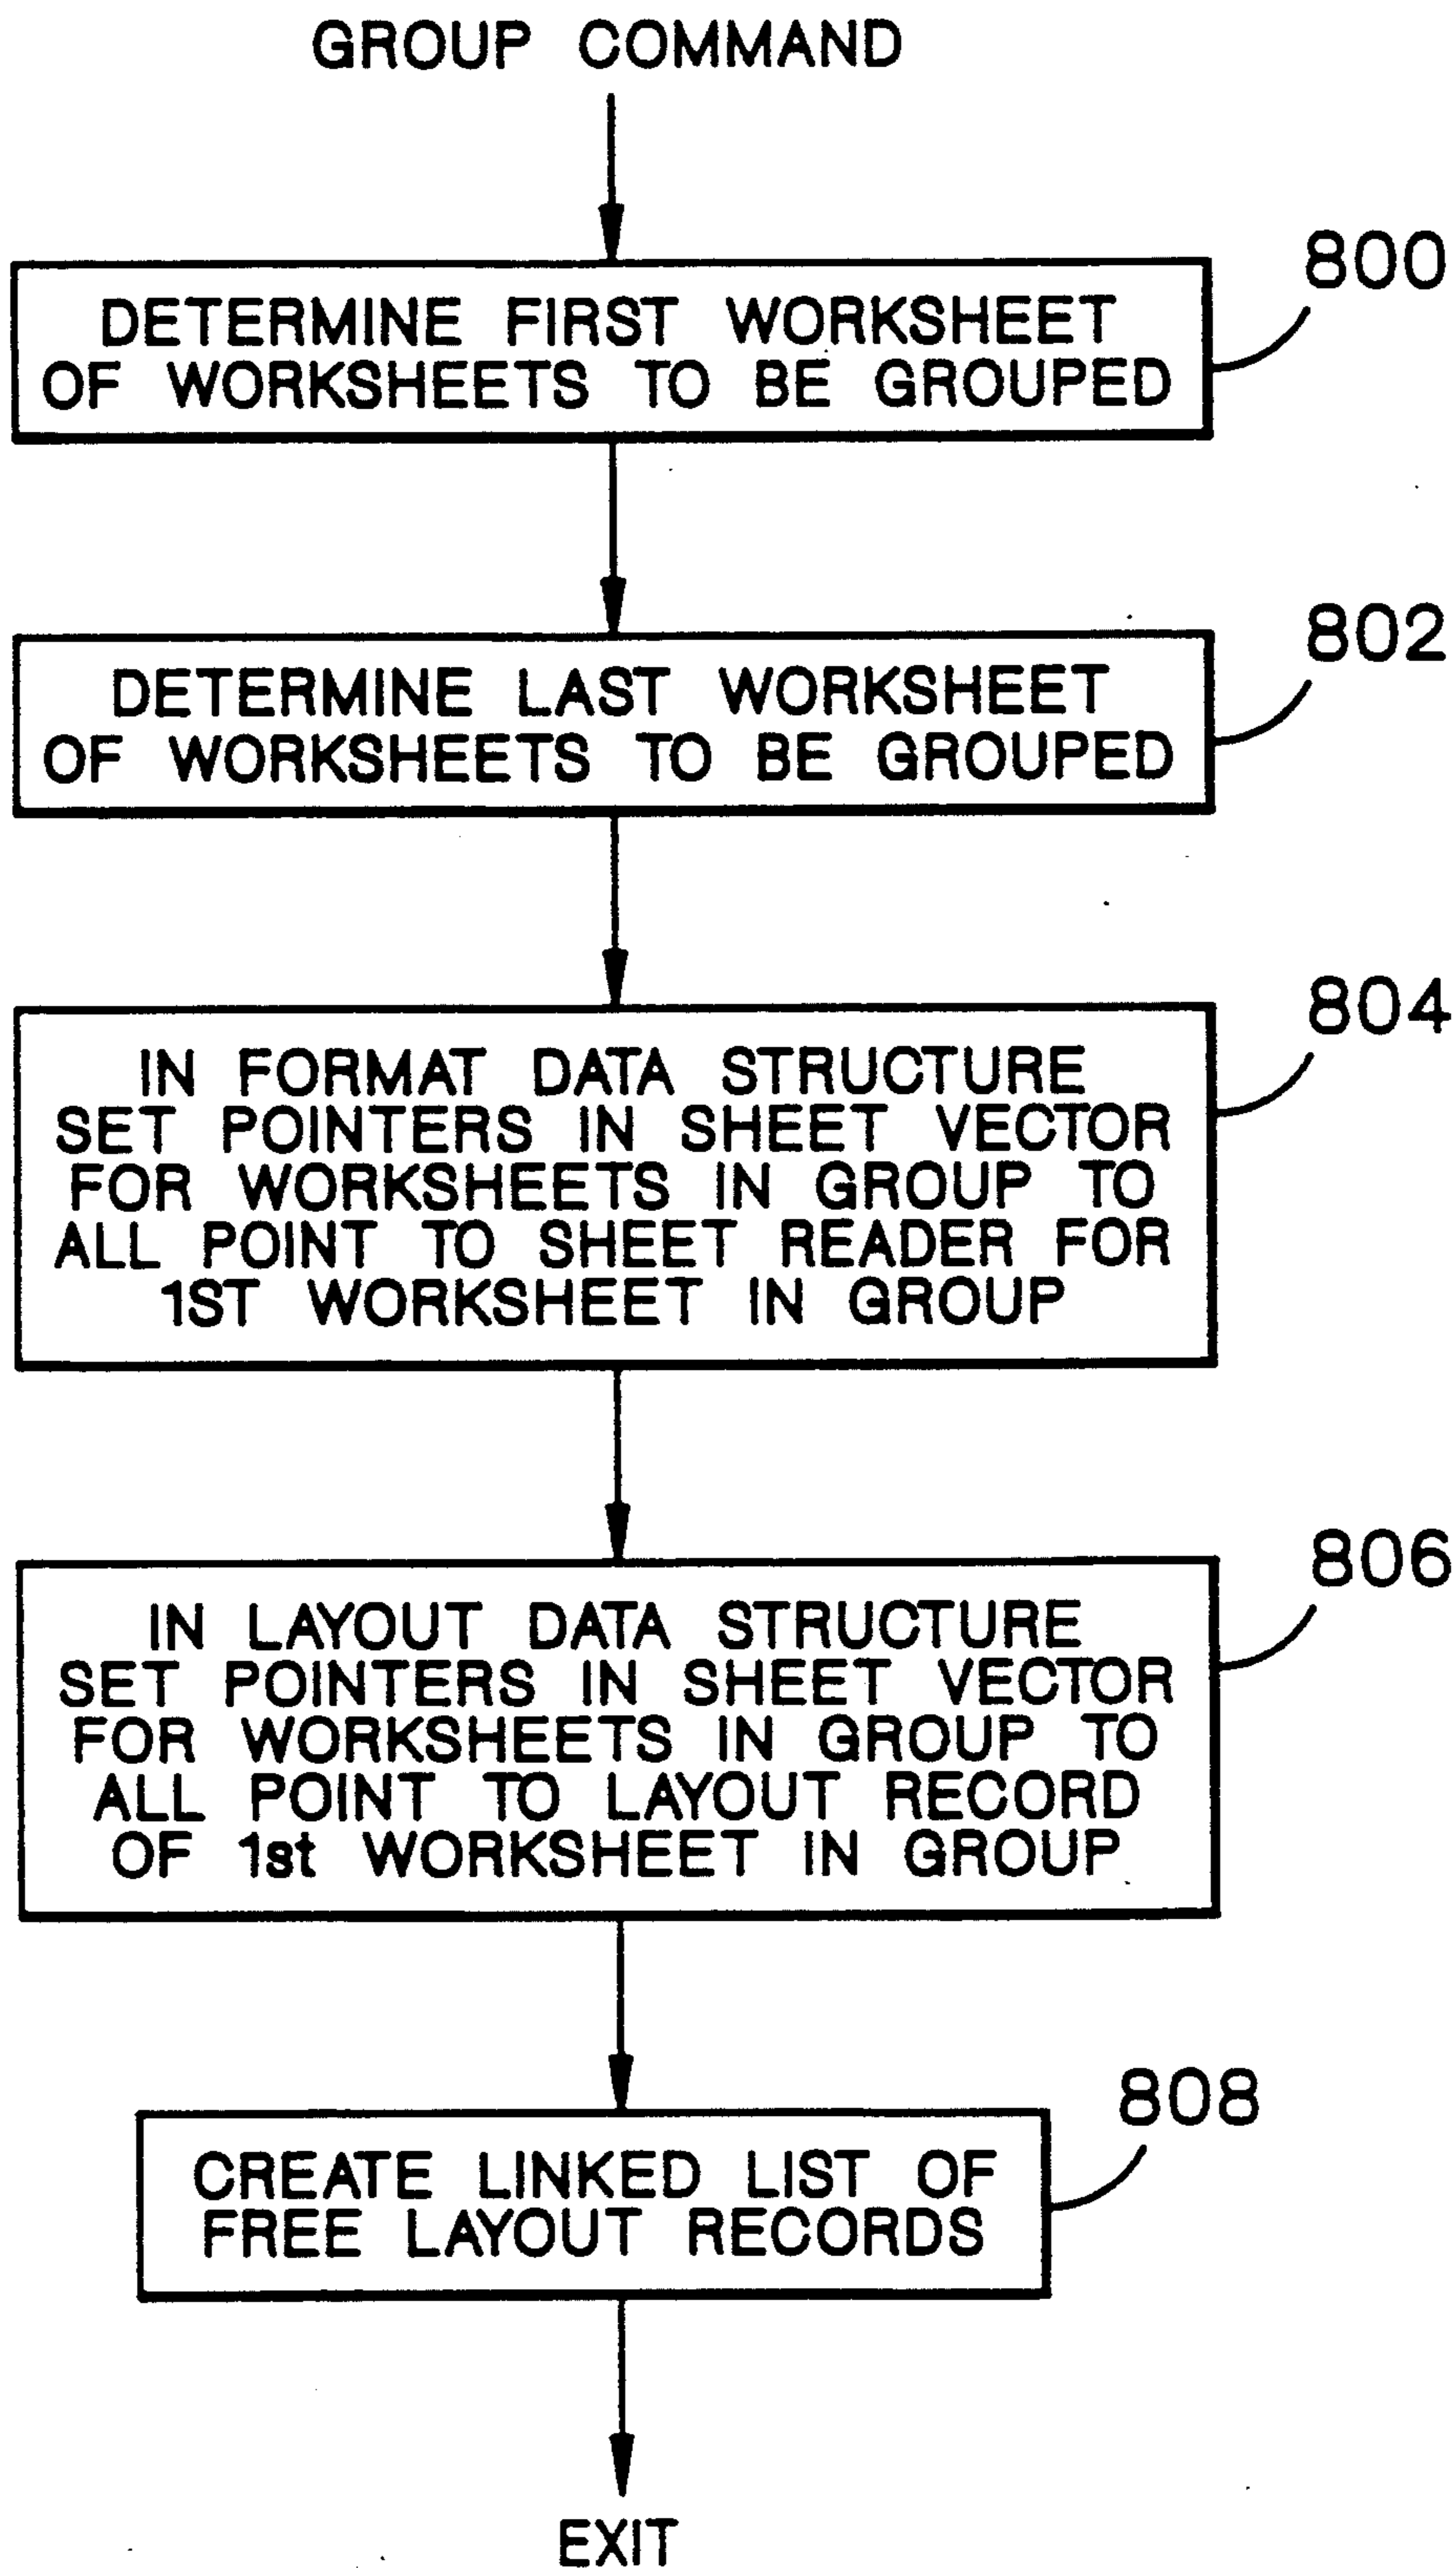 GROUP COMMAND
800
DETERMINE FIRST WORKSHEET
OF WORKSHEETS TO BE GROUPED
802
DETERMINE LAST WORKSHEET
OF WORKSHEETS TO BE GROUPED
804
IN FORMAT DATA STRUCTURE
SET POINTERS IN SHEET VECTOR
FOR WORKSHEETS IN GROUP TO
ALL POINT TO SHEET READER FOR
1ST WORKSHEET IN GROUP
806
IN LAYOUT DATA STRUCTURE
SET POINTERS IN SHEET VECTOR
FOR WORKSHEETS IN GROUP TO
ALL POINT TO LAYOUT RECORD
OF 1st WORKSHEET IN GROUP
808
CREATE LINKED LIST OF
FREE LAYOUT RECORDS
EXIT